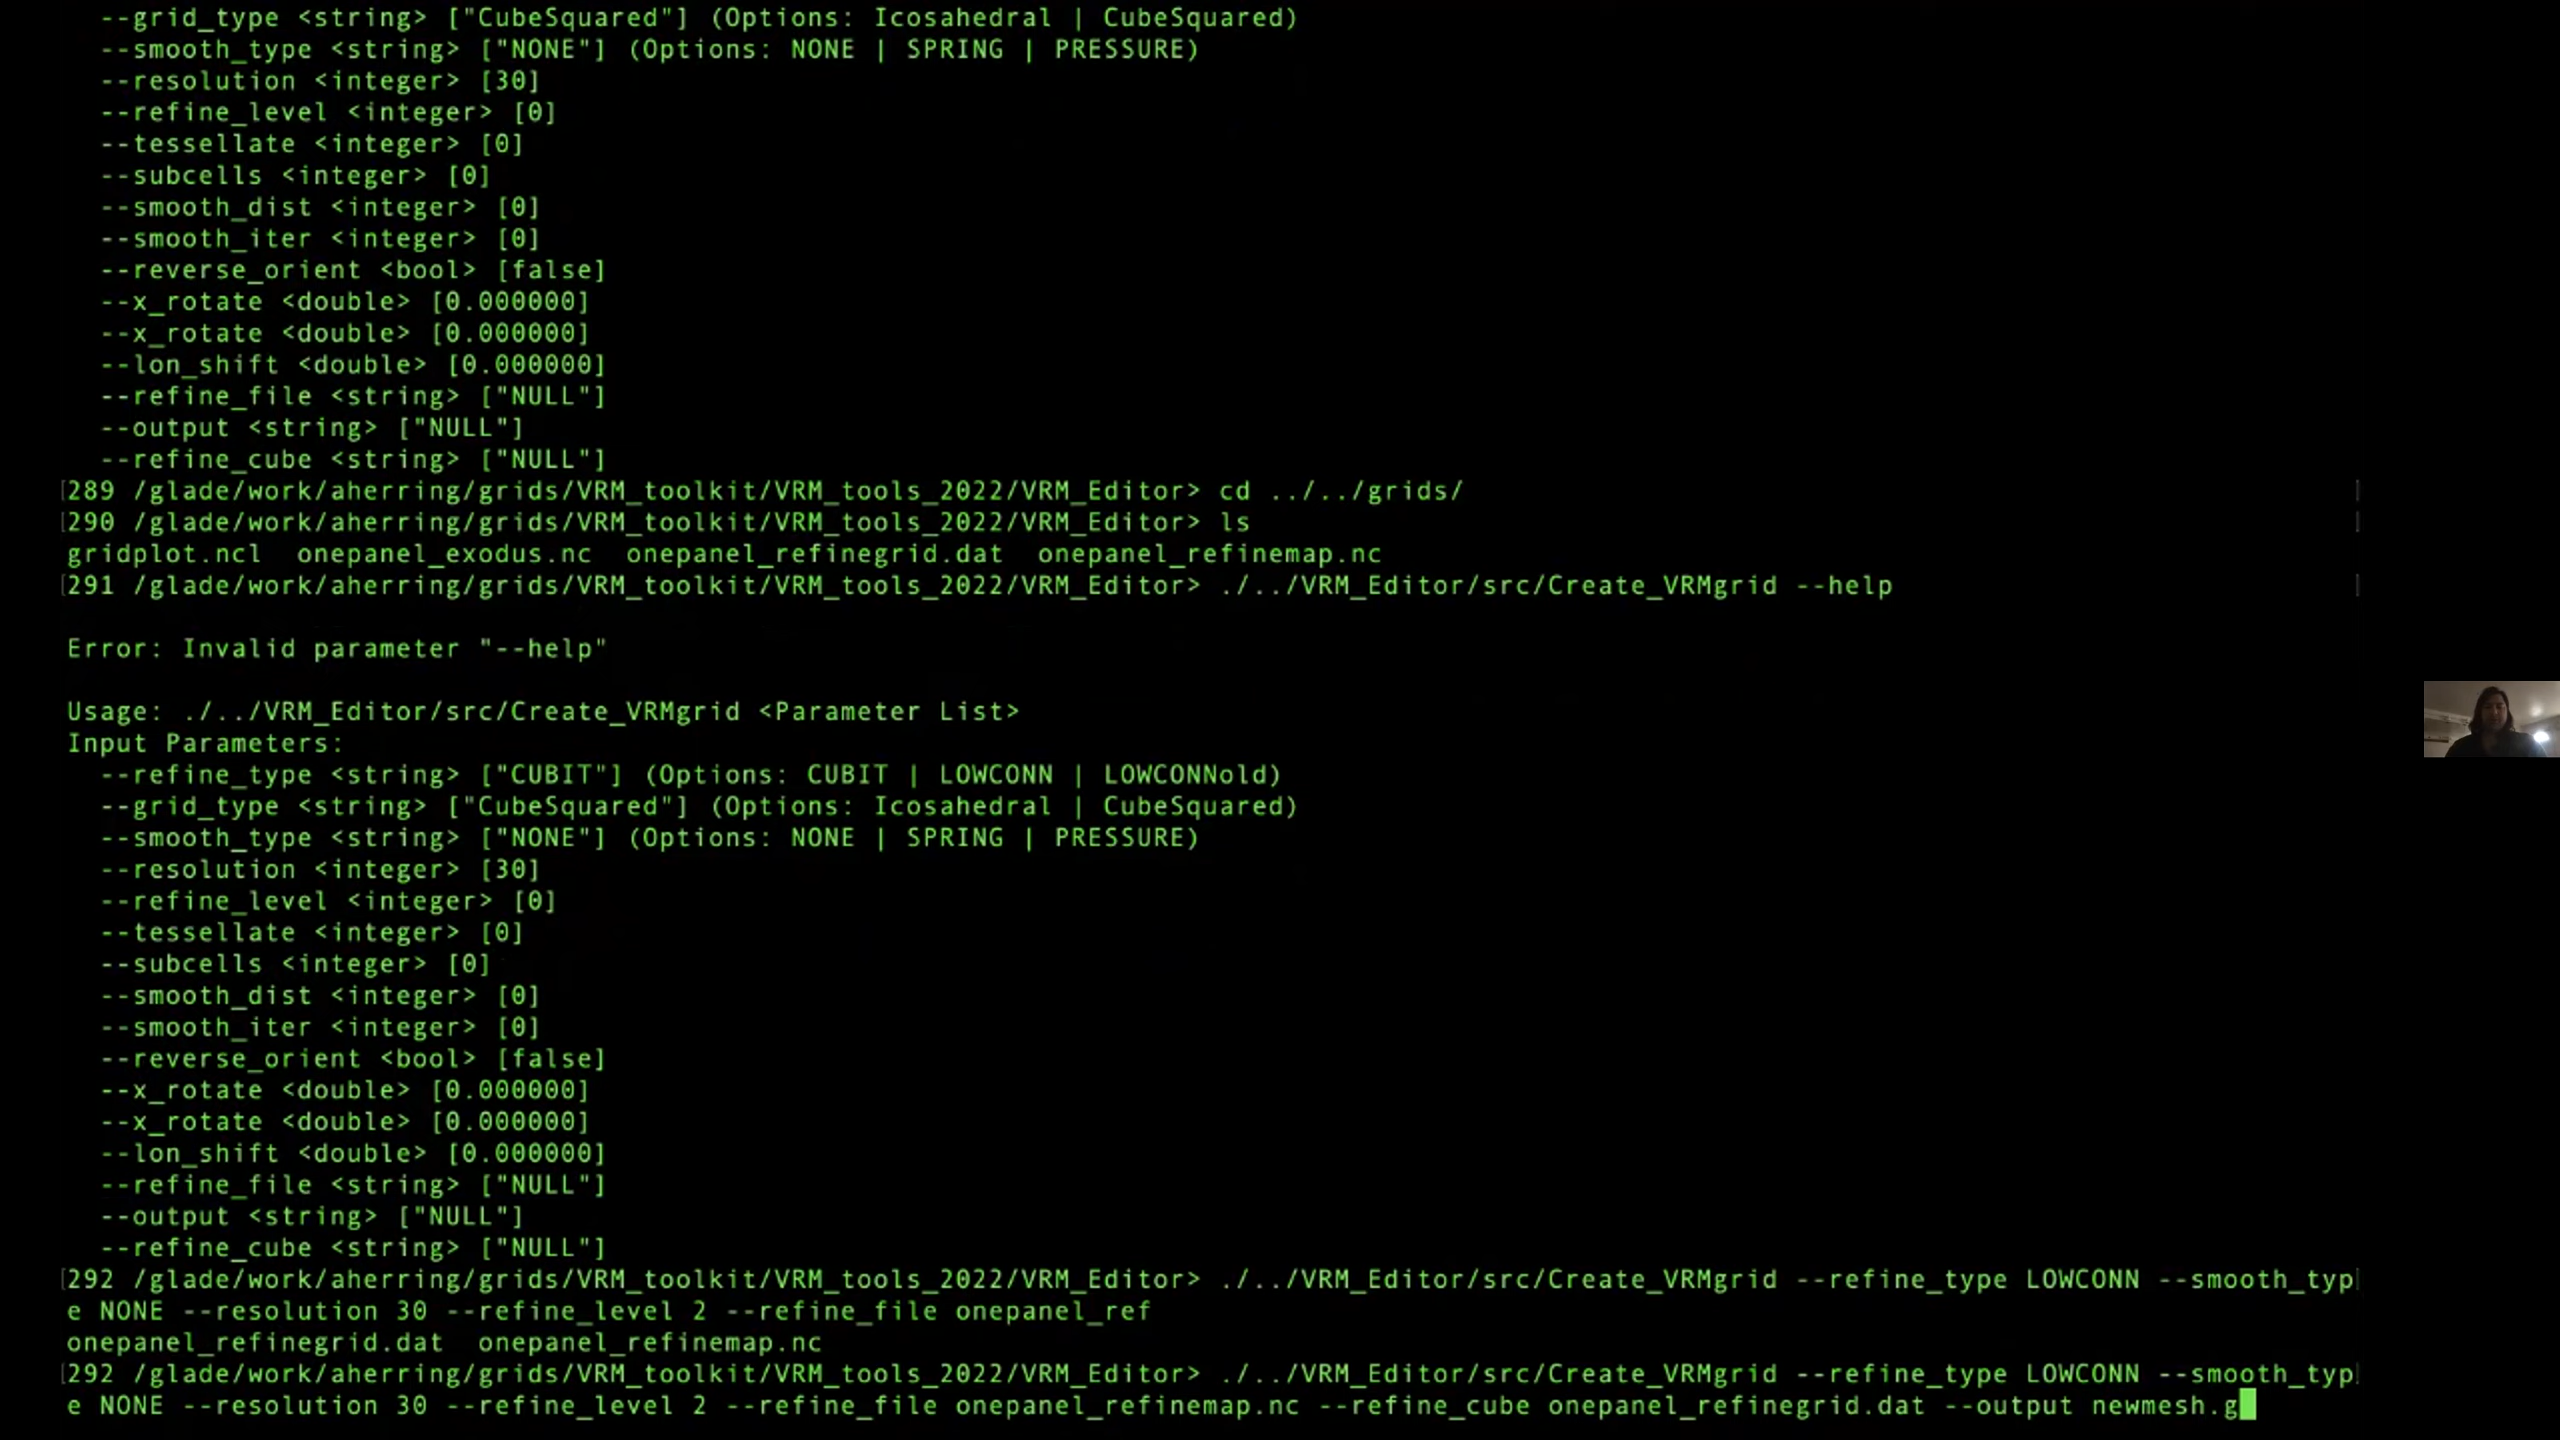 --grid_type <string> ["CubeSquared"] (Options: Icosahedral | CubeSquared)
--smooth_type <string> ["NONE"] (Options: NONE | SPRING | PRESSURE)
--resolution <integer> [30]
--refine_level <integer> [0]
--tessellate <integer> [0]
--subcells <integer> [0]
--smooth_dist <integer> [0]
--smooth_iter <integer> [0]
--reverse_orient <bool> [false]
--x_rotate <double> [0.000000]
--x_rotate <double> [0.000000]
--lon_shift <double> [0.000000]
--refine_file <string> ["NULL"]
--output <string> ["NULL"]
--refine_cube <string> ["NULL"]
[289 /glade/work/aherring/grids/VRM_toolkit/VRM_tools_2022/VRM_Editor> cd ../../grids/
[290 /glade/work/aherring/grids/VRM_toolkit/VRM_tools_2022/VRM_Editor> ls
gridplot.ncl  onepanel_exodus.nc  onepanel_refinegrid.dat  onepanel_refinemap.nc
[291 /glade/work/aherring/grids/VRM_toolkit/VRM_tools_2022/VRM_Editor> ./../VRM_Editor/src/Create_VRMgrid --help
Error: Invalid parameter "--help"
Usage: ./../VRM_Editor/src/Create_VRMgrid <Parameter List>
Input Parameters:
--refine_type <string> ["CUBIT"] (Options: CUBIT | LOWCONN | LOWCONNold)
--grid_type <string> ["CubeSquared"] (Options: Icosahedral | CubeSquared)
--smooth_type <string> ["NONE"] (Options: NONE | SPRING | PRESSURE)
--resolution <integer> [30]
--refine_level <integer> [0]
--tessellate <integer> [0]
--subcells <integer> [0]
--smooth_dist <integer> [0]
--smooth_iter <integer> [0]
--reverse_orient <bool> [false]
--x_rotate <double> [0.000000]
--x_rotate <double> [0.000000]
--lon_shift <double> [0.000000]
--refine_file <string> ["NULL"]
--output <string> ["NULL"]
--refine_cube <string> ["NULL"]
[292 /glade/work/aherring/grids/VRM_toolkit/VRM_tools_2022/VRM_Editor> ./../VRM_Editor/src/Create_VRMgrid --refine_type LOWCONN --smooth_typ
e NONE --resolution 30 --refine_level 2 --refine_file onepanel_ref
onepanel_refinegrid.dat  onepanel_refinemap.nc
[292 /glade/work/aherring/grids/VRM_toolkit/VRM_tools_2022/VRM_Editor> ./../VRM_Editor/src/Create_VRMgrid --refine_type LOWCONN --smooth_typ
e NONE --resolution 30 --refine_level 2 --refine_file onepanel_refinemap.nc --refine_cube onepanel_refinegrid.dat --output newmesh.g